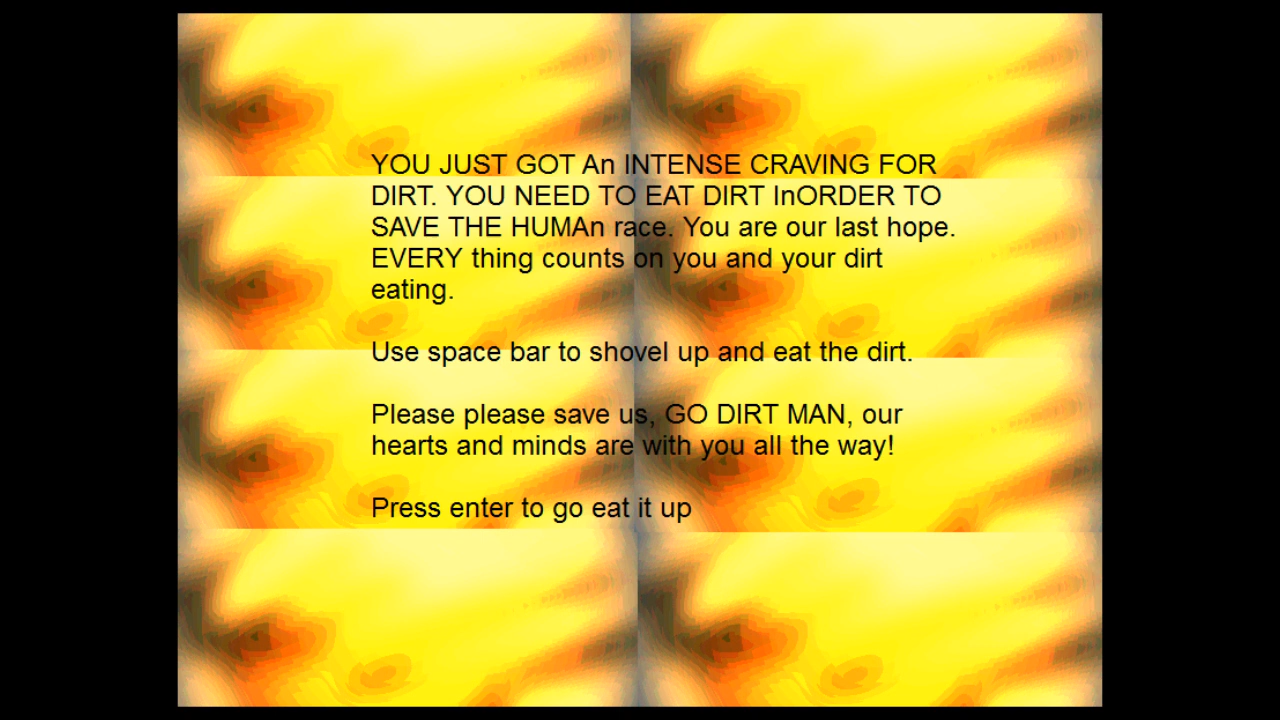 YOU JUST GOT An INTENSE CRAVING FOR
DIRT. YOU NEED TO EAT DIRT InORDER TO
SAVE THE HUMAn race. You are our last hope.
EVERY thing counts on you and your dirt
eating.
Use space bar to shovel up and eat the dirt.
Please please save us, GO DIRT MAN, our
hearts and minds are with you all the way!
Press enter to go eat it up